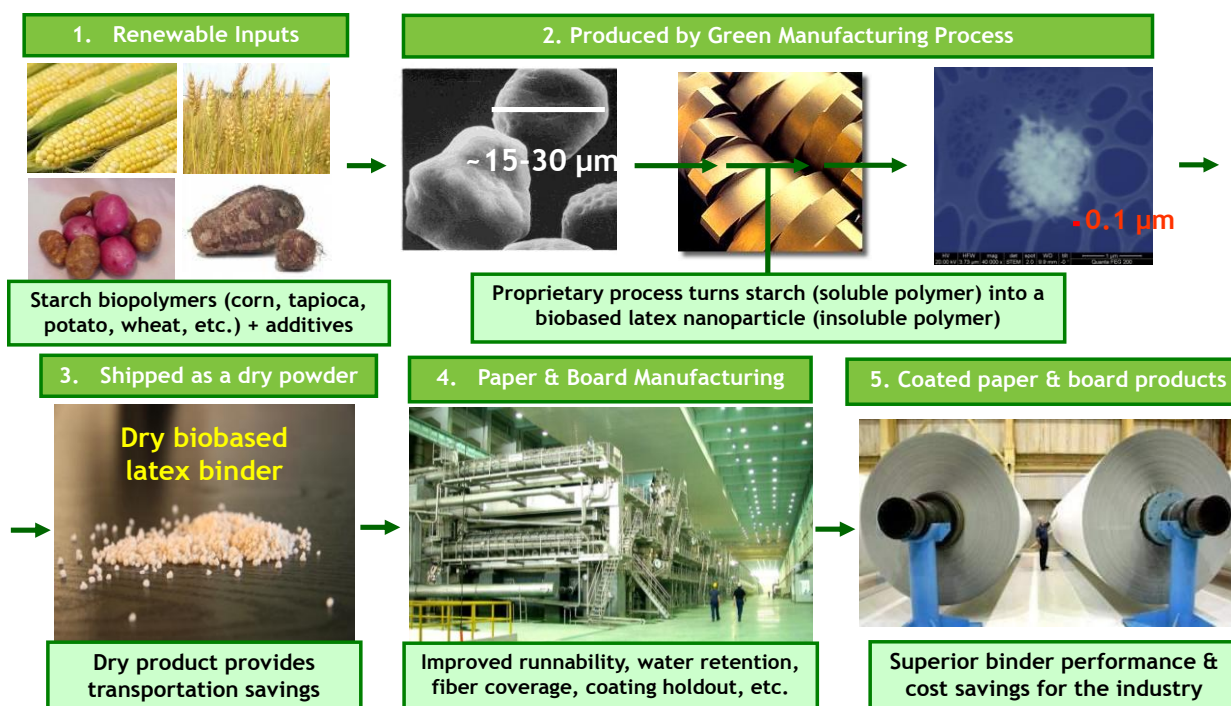 1. Renewable Inputs
2. Produced by Green Manufacturing Process
~15-30 µm
0.1 µm
Starch biopolymers (corn, tapioca,
potato, wheat, etc.) + additives
Proprietary process turns starch (soluble polymer) into a
biobased latex nanoparticle (insoluble polymer)
3. Shipped as a dry powder
4. Paper & Board Manufacturing
5. Coated paper & board products
Dry biobased
latex binder
Dry product provides
transportation savings
Improved runnability, water retention,
fiber coverage, coating holdout, etc.
Superior binder performance &
cost savings for the industry